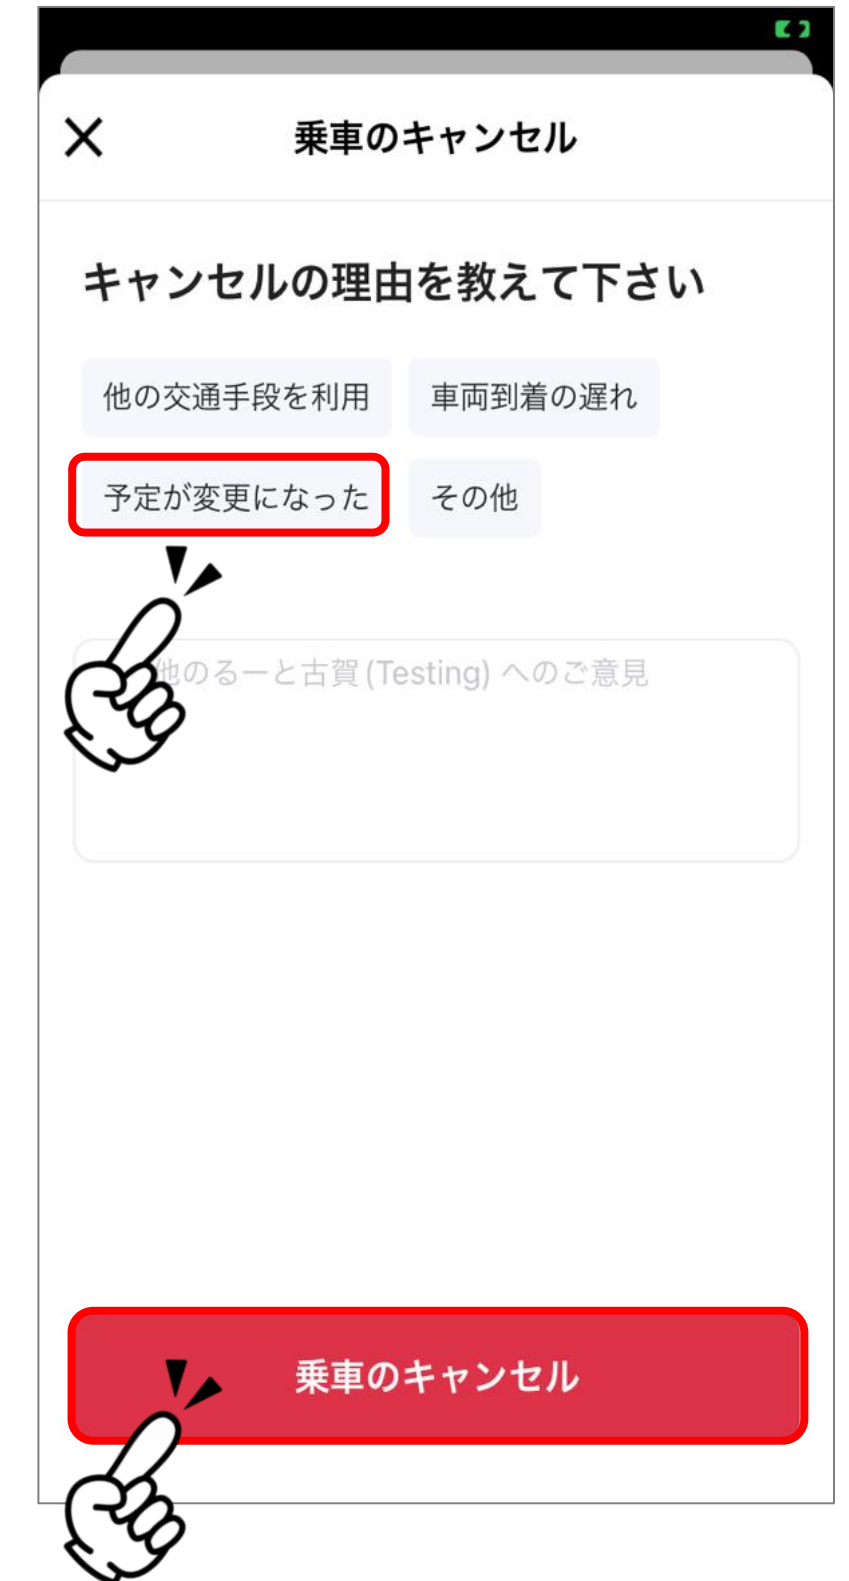 乗車のキャンセル
キャンセルの理由を教えて下さい
他の交通手段を利用 車両到着の遅れ
予定が変更になった その他
他のるーと古賀 (Testing) へのご意見
乗車のキャンセル